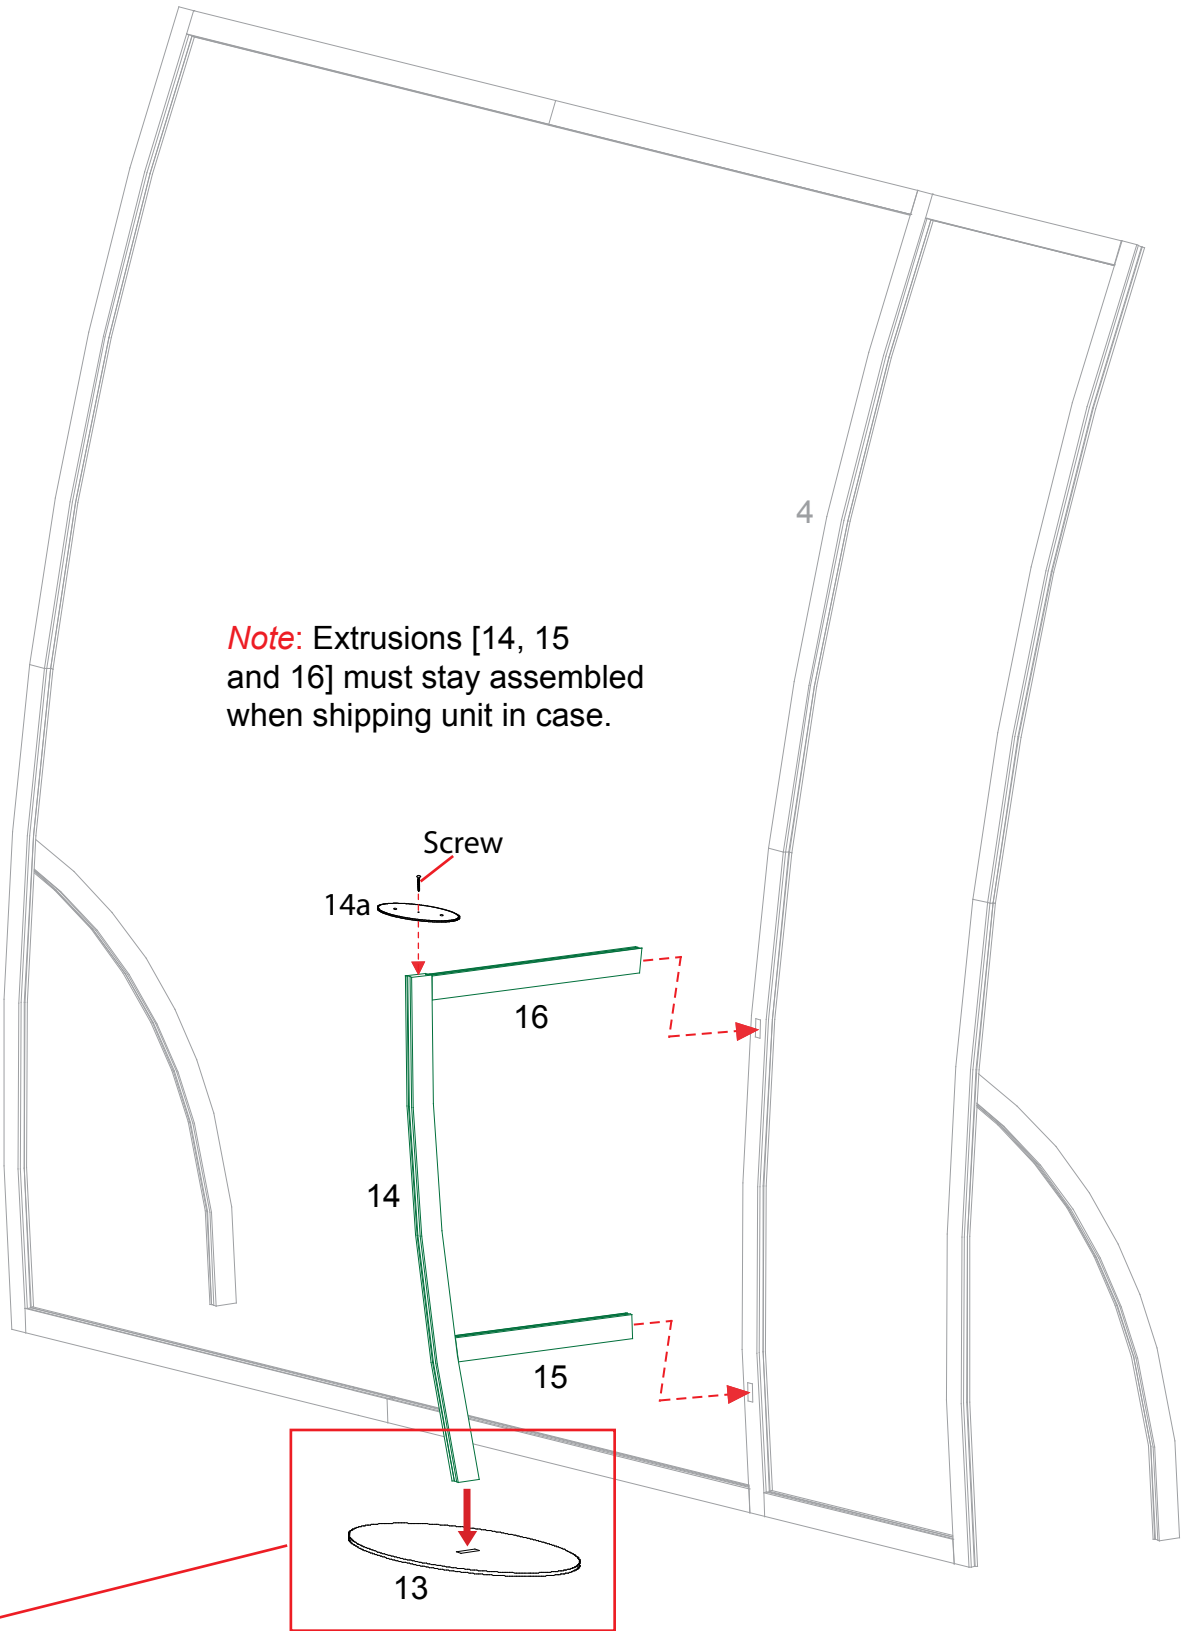 4
Note: Extrusions [14, 15
and 16] must stay assembled
when shipping unit in case.
Screw
14a
16
14
15
13